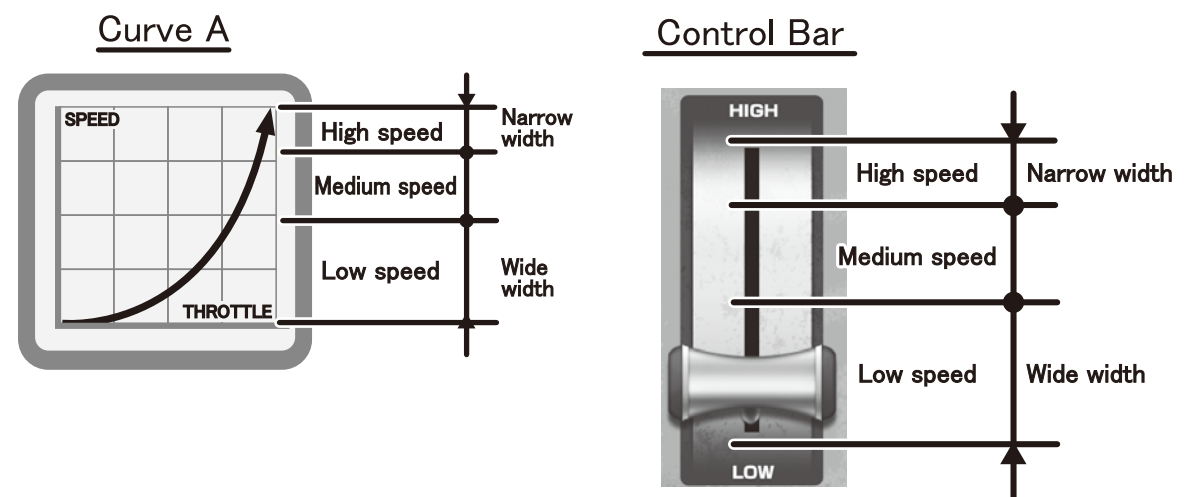 Curve A
SPEED
THROTTLE
High speed
Medium speed
Low speed
Narrow
width
Wide
width
Control Bar
HIGH
LOW
High speed
Medium speed
Low speed
Narrow width
Wide width